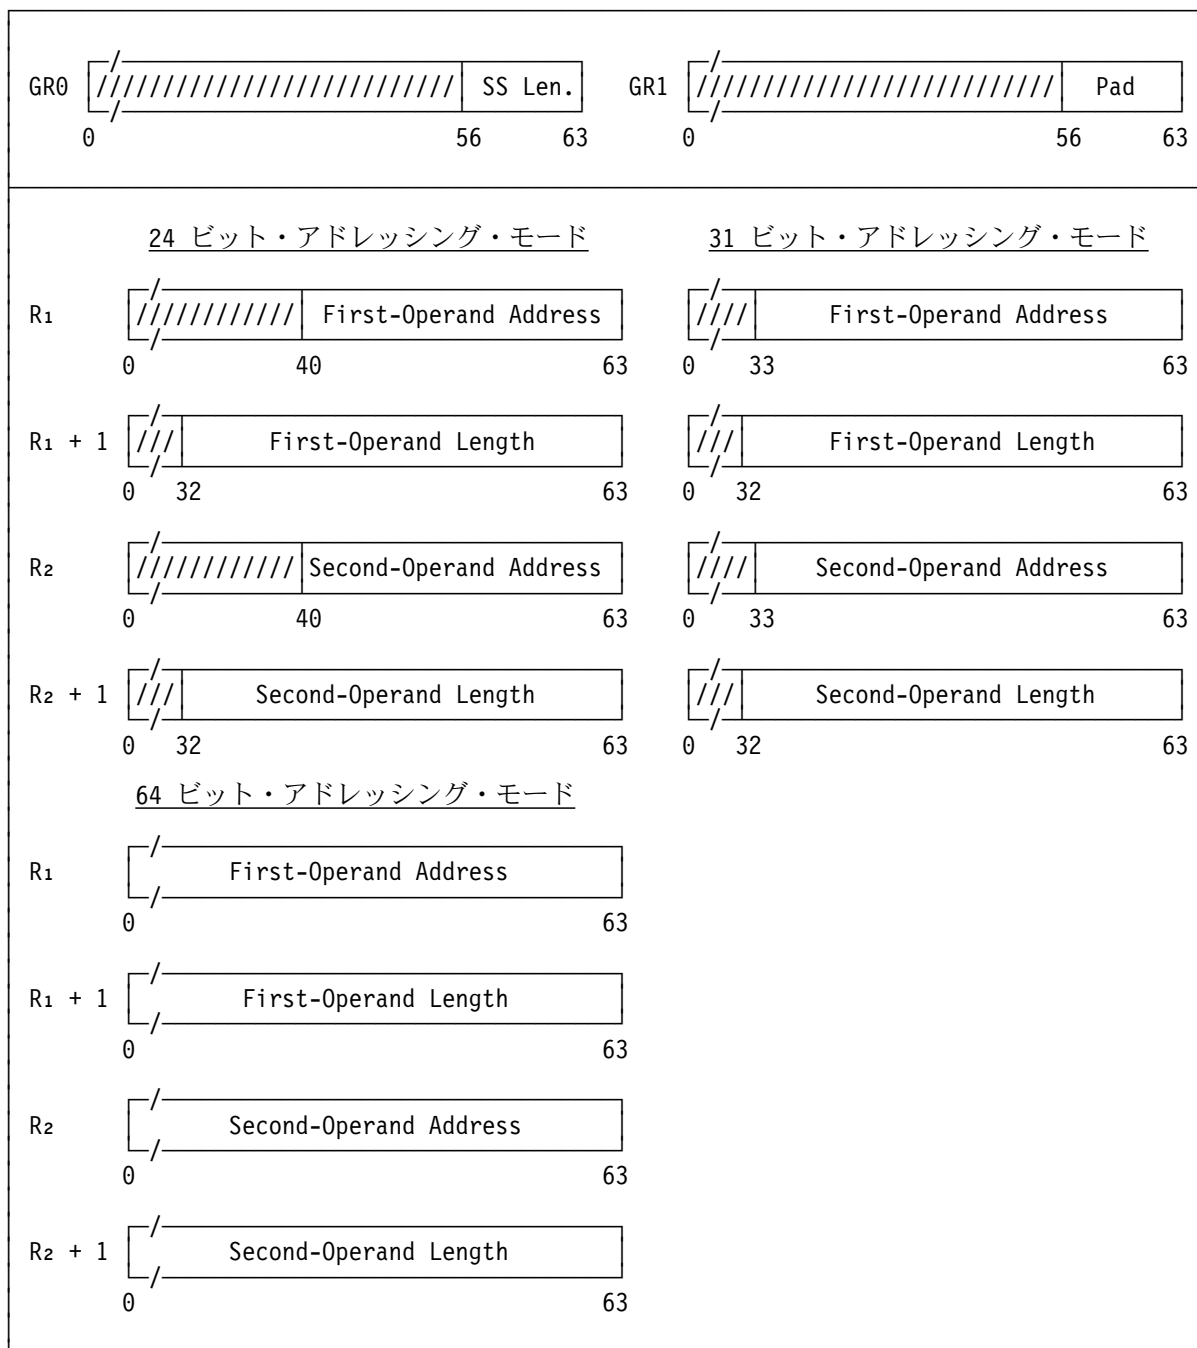 GR0 //////////////////////////// SS Len. GR1 //////////////////////////// Pad
0 56 63 0 56 63
24 ビット・アドレッシング・モード 31 ビット・アドレッシング・モード
R₁ //////////// First-Operand Address //// First-Operand Address
0 40 63 0 33 63
R₁ + 1 /// First-Operand Length /// First-Operand Length
0 32 63 0 32 63
R₂ //////////// Second-Operand Address //// Second-Operand Address
0 40 63 0 33 63
R₂ + 1 /// Second-Operand Length /// Second-Operand Length
0 32 63 0 32 63
64 ビット・アドレッシング・モード
R₁ First-Operand Address
0 63
R₁ + 1 First-Operand Length
0 63
R₂ Second-Operand Address
0 63
R₂ + 1 Second-Operand Length
0 63